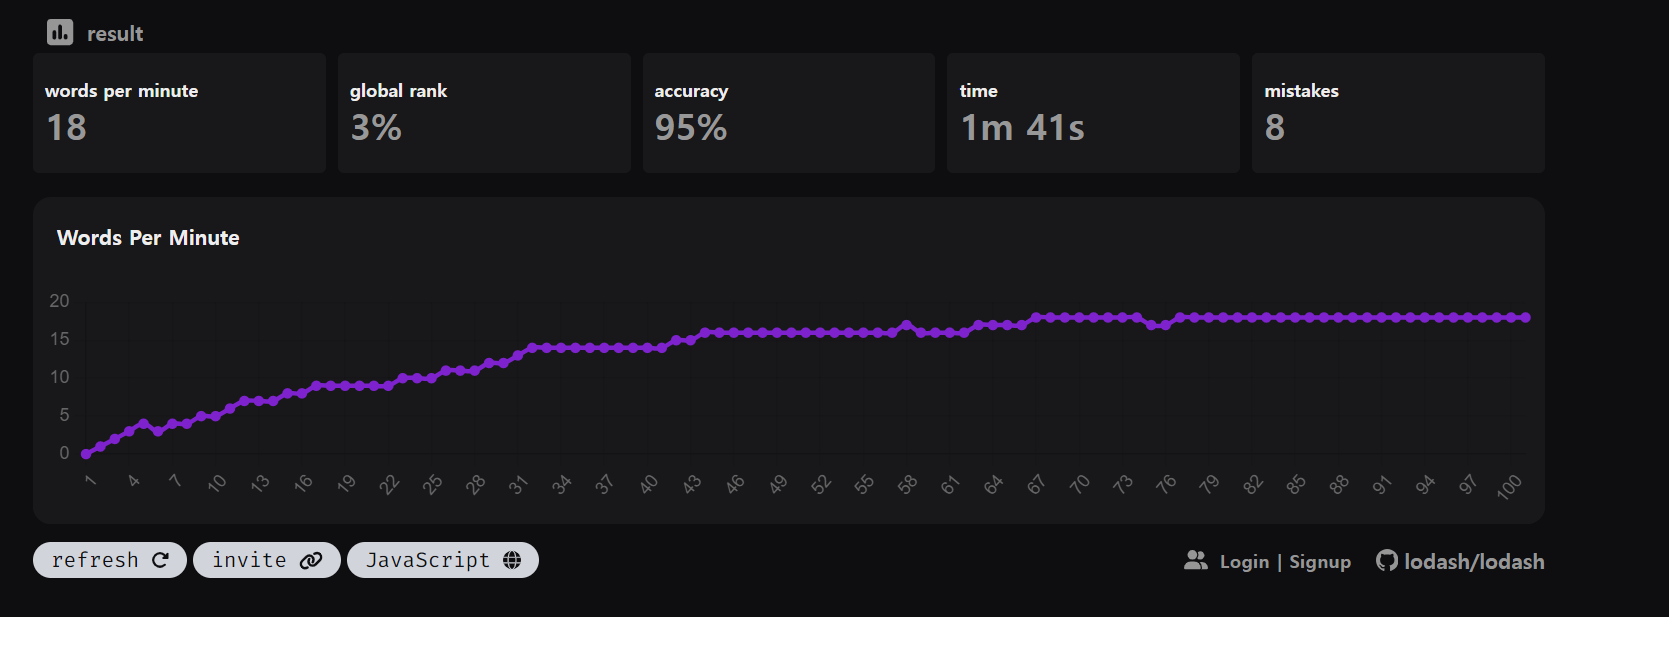 result
words per minute
18
global rank
3%
accuracy
95%
time
1m 41s
mistakes
8
Words Per Minute
20
15
10
5
0
1 4 7 10 13 16 19 22 25 28 31 34 37 40 43 46 49 52 55 58 61 64 67 70 73 76 79 82 85 88 91 94 97 100
refresh invite JavaScript Login | Signup lodash/lodash